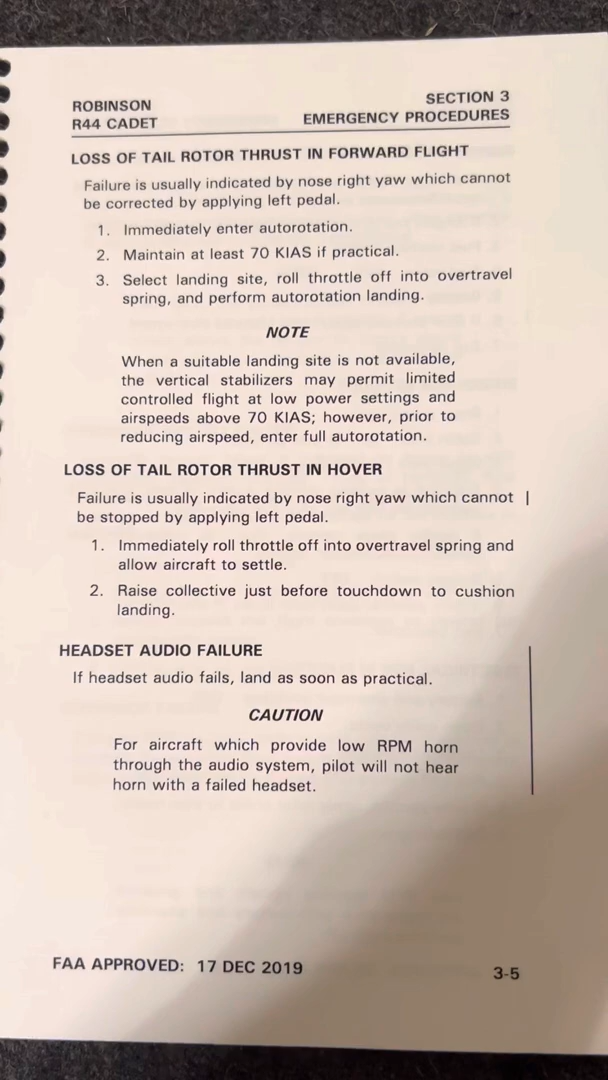 ROBINSON
R44 CADET
SECTION 3
EMERGENCY PROCEDURES
LOSS OF TAIL ROTOR THRUST IN FORWARD FLIGHT
Failure is usually indicated by nose right yaw which cannot
be corrected by applying left pedal.
1. Immediately enter autorotation.
2. Maintain at least 70 KIAS if practical.
3. Select landing site, roll throttle off into overtravel
spring, and perform autorotation landing.
NOTE
When a suitable landing site is not available,
the vertical stabilizers may permit limited
controlled flight at low power settings and
airspeeds above 70 KIAS; however, prior to
reducing airspeed, enter full autorotation.
LOSS OF TAIL ROTOR THRUST IN HOVER
Failure is usually indicated by nose right yaw which cannot
be stopped by applying left pedal.
1. Immediately roll throttle off into overtravel spring and
allow aircraft to settle.
2. Raise collective just before touchdown to cushion
landing.
HEADSET AUDIO FAILURE
If headset audio fails, land as soon as practical.
CAUTION
For aircraft which provide low RPM horn
through the audio system, pilot will not hear
horn with a failed headset.
FAA APPROVED: 17 DEC 2019
3-5